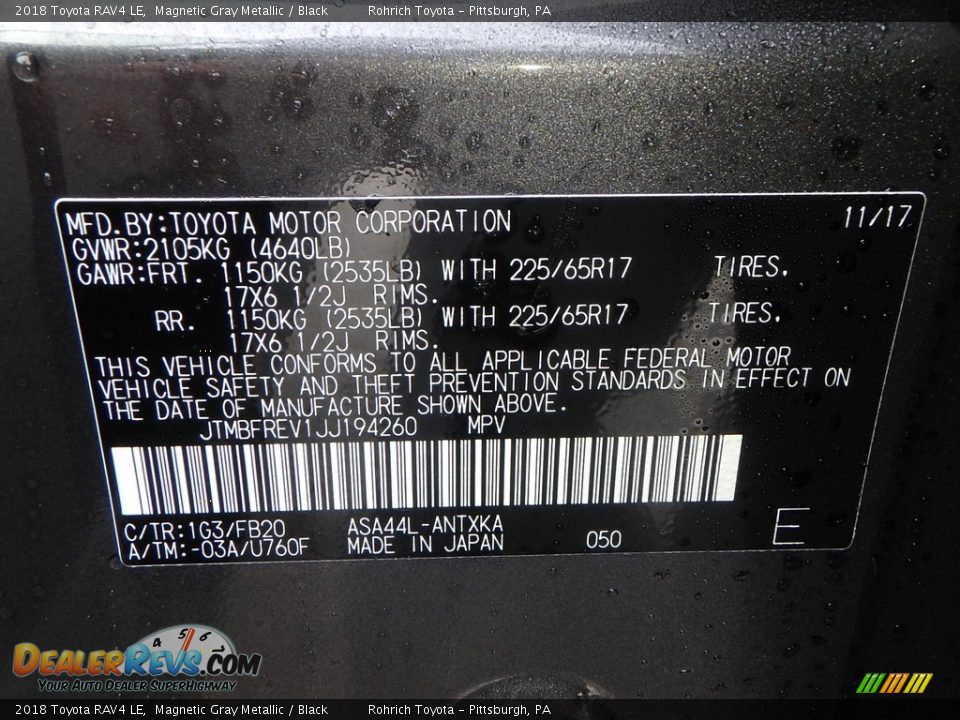 2018 Toyota RAV4 LE, Magnetic Gray Metallic / Black Rohrich Toyota - Pittsburgh, PA
MFD.BY:TOYOTA MOTOR CORPORATION 11/17
GVWR:2105KG (4640LB)
GAWR:FRT. 1150KG (2535LB) WITH 225/65R17 TIRES.
17X6 1/2J RIMS.
RR. 1150KG (2535LB) WITH 225/65R17 TIRES.
17X6 1/2J RIMS.
THIS VEHICLE CONFORMS TO ALL APPLICABLE FEDERAL MOTOR
VEHICLE SAFETY AND THEFT PREVENTION STANDARDS IN EFFECT ON
THE DATE OF MANUFACTURE SHOWN ABOVE.
JTMBFREV1JJ194260 MPV
C/TR:1G3/FB20 ASA44L-ANTXKA
A/TM:-03A/U760F MADE IN JAPAN 050 E
4 5 6
DEALERREVS.COM
YOUR AUTO DEALER SUPERHIGHWAY
2018 Toyota RAV4 LE, Magnetic Gray Metallic / Black Rohrich Toyota - Pittsburgh, PA